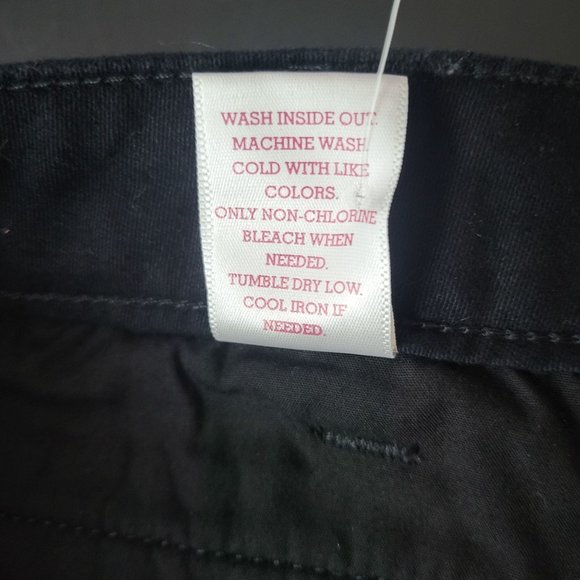 WASH INSIDE OUT.
MACHINE WASH
COLD WITH LIKE
COLORS.
ONLY NON-CHLORINE
BLEACH WHEN
NEEDED.
TUMBLE DRY LOW.
COOL IRON IF
NEEDED.